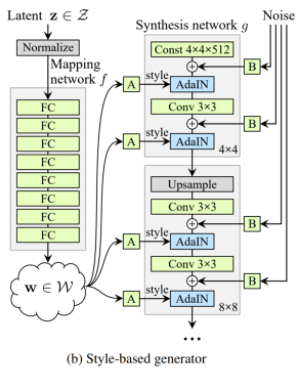 Latent z ∈ Z
Normalize
Mapping
network f
FC
FC
FC
FC
FC
FC
FC
FC
w ∈ W
Synthesis network g
Noise
Const 4×4×512
B
A
style
AdaIN
Conv 3×3
B
A
style
AdaIN
4×4
Upsample
Conv 3×3
B
A
style
AdaIN
Conv 3×3
B
A
style
AdaIN
8×8
...
(b) Style-based generator